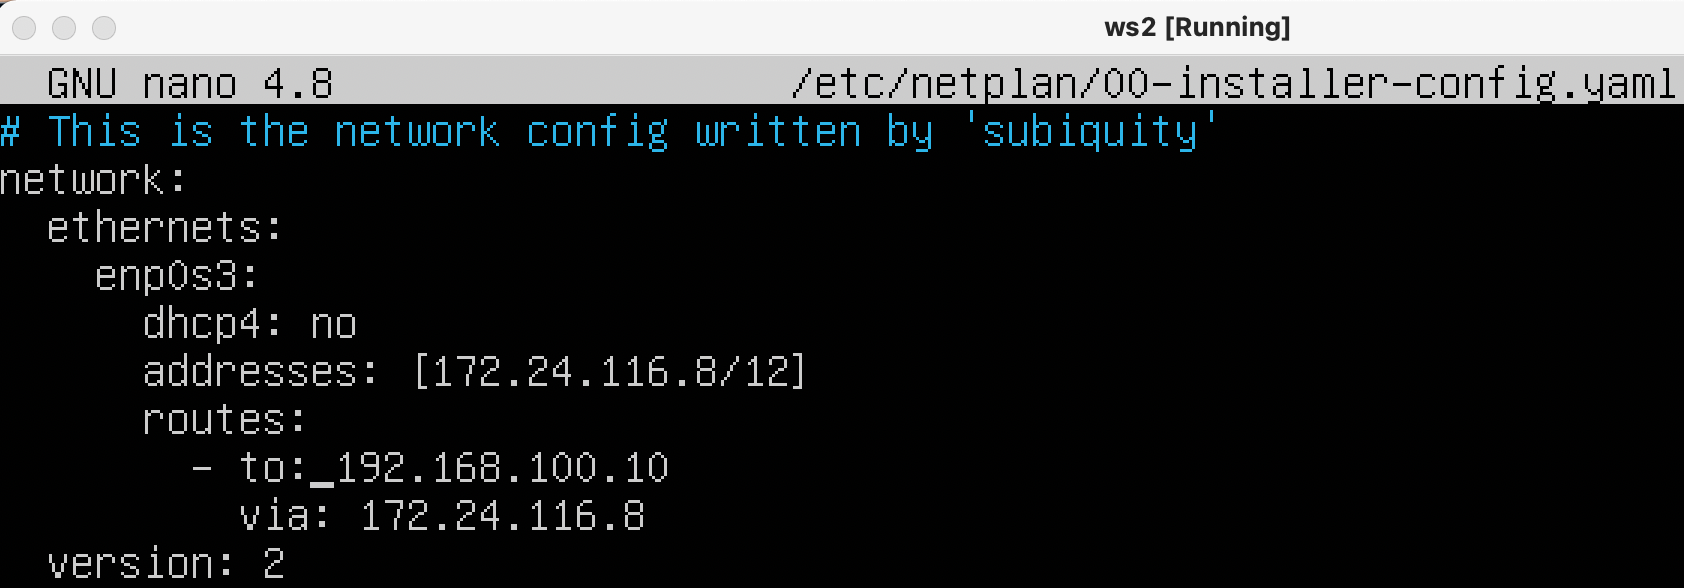 ws2 [Running]
GNU nano 4.8 /etc/netplan/00-installer-config.yaml
# This is the network config written by 'subiquity'
network:
  ethernets:
    enp0s3:
      dhcp4: no
      addresses: [172.24.116.8/12]
      routes:
        - to: 192.168.100.10
          via: 172.24.116.8
  version: 2